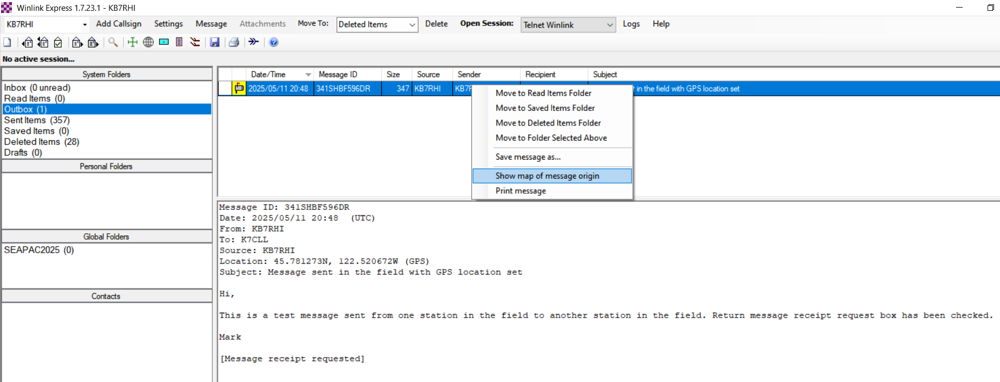 Winlink Express 1.7.23.1 - KB7RHI
KB7RHI Add Callsign Settings Message Attachments Move To: Deleted Items Delete Open Session: Telnet Winlink Logs Help
No active session...
System Folders
Inbox (0 unread)
Read Items (0)
Outbox (1)
Sent Items (357)
Saved Items (0)
Deleted Items (28)
Drafts (0)
Personal Folders
Global Folders
SEAPAC2025 (0)
Contacts
Date/Time Message ID Size Source Sender Recipient Subject
2025/05/11 20:48 341SHBF596DR 347 KB7RHI in the field with GPS location set
Move to Read Items Folder
Move to Saved Items Folder
Move to Deleted Items Folder
Move to Folder Selected Above
Save message as...
Show map of message origin
Print message
Message ID: 341SHBF596DR
Date: 2025/05/11 20:48 (UTC)
From: KB7RHI
To: K7CLL
Source: KB7RHI
Location: 45.781273N, 122.520672W (GPS)
Subject: Message sent in the field with GPS location set
Hi,
This is a test message sent from one station in the field to another station in the field. Return message receipt request box has been checked.
Mark
[Message receipt requested]